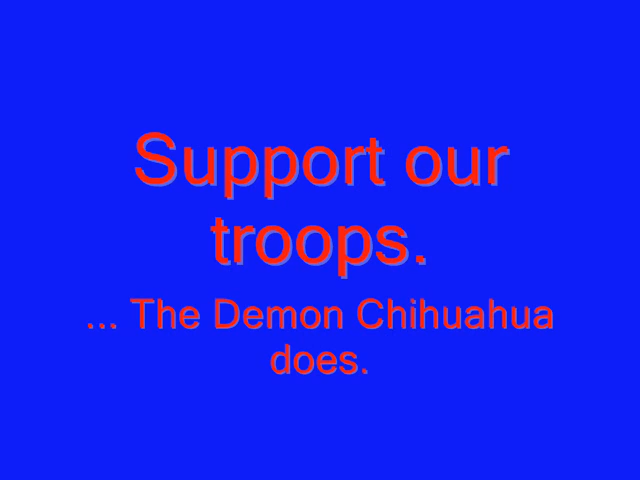 Support our
troops.
... The Demon Chihuahua
does.